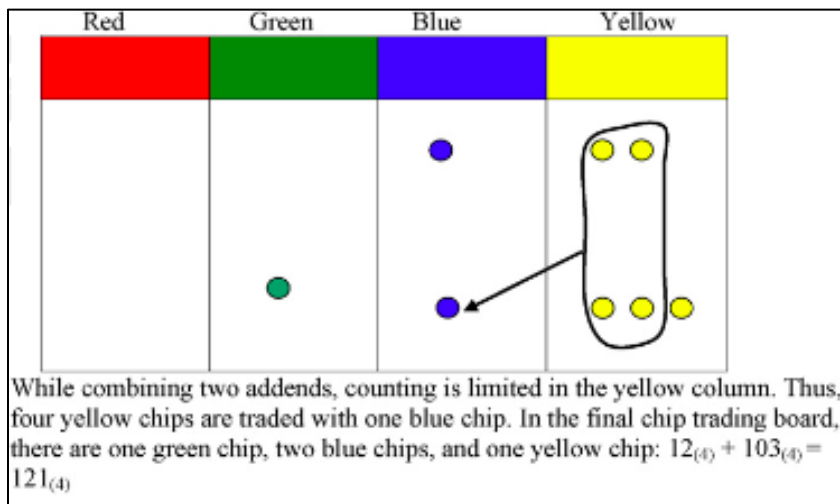 Red Green Blue Yellow
While combining two addends, counting is limited in the yellow column. Thus,
four yellow chips are traded with one blue chip. In the final chip trading board,
there are one green chip, two blue chips, and one yellow chip: 12₍₄₎ + 103₍₄₎ =
121₍₄₎